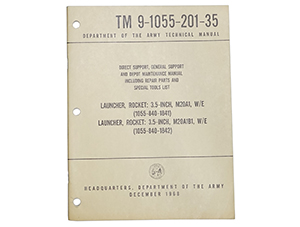 TM 9-1055-201-35
DEPARTMENT OF THE ARMY TECHNICAL MANUAL
DIRECT SUPPORT, GENERAL SUPPORT
AND DEPOT MAINTENANCE MANUAL
INCLUDING REPAIR PARTS AND
SPECIAL TOOLS LIST
LAUNCHER, ROCKET: 3.5-INCH, M20A1, W/E
(1055-840-1841)
LAUNCHER, ROCKET: 3.5-INCH, M20A1B1, W/E
(1055-840-1842)
HEADQUARTERS, DEPARTMENT OF THE ARMY
DECEMBER 1968